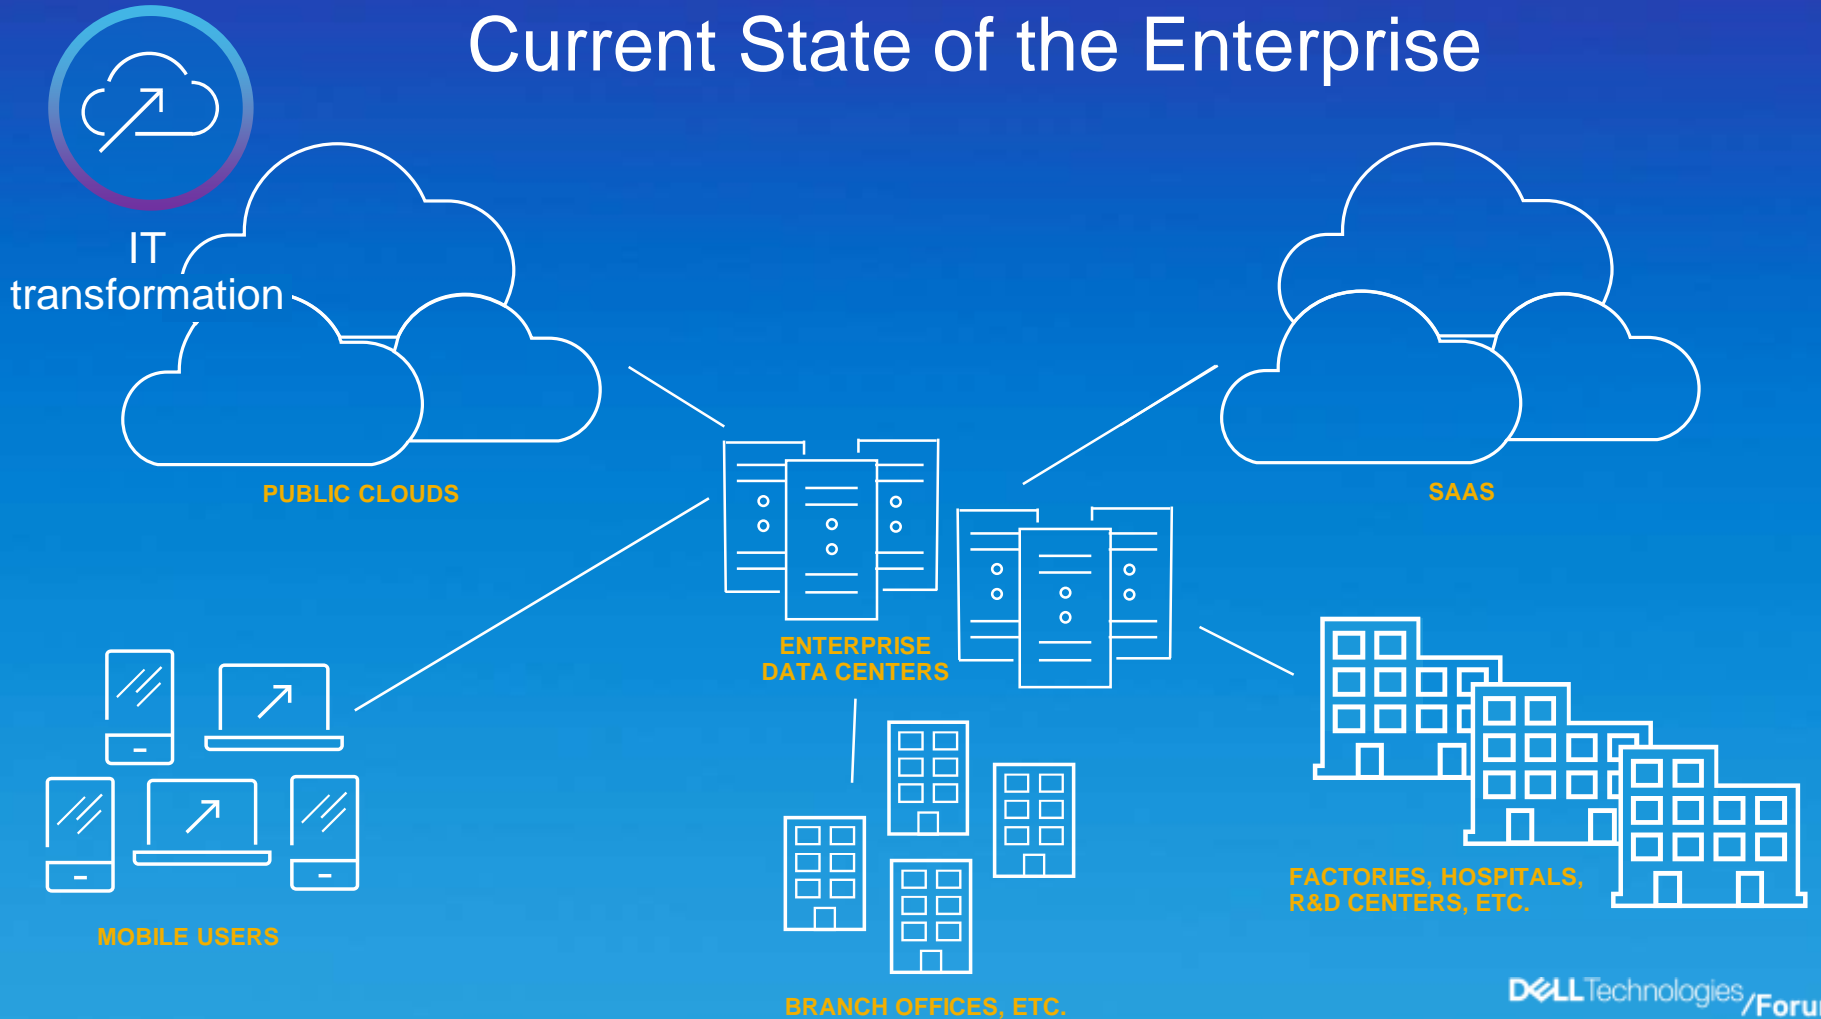 Current State of the Enterprise
IT
transformation
PUBLIC CLOUDS
SAAS
ENTERPRISE
DATA CENTERS
MOBILE USERS
BRANCH OFFICES, ETC.
FACTORIES, HOSPITALS,
R&D CENTERS, ETC.
DELLTechnologies/Forum